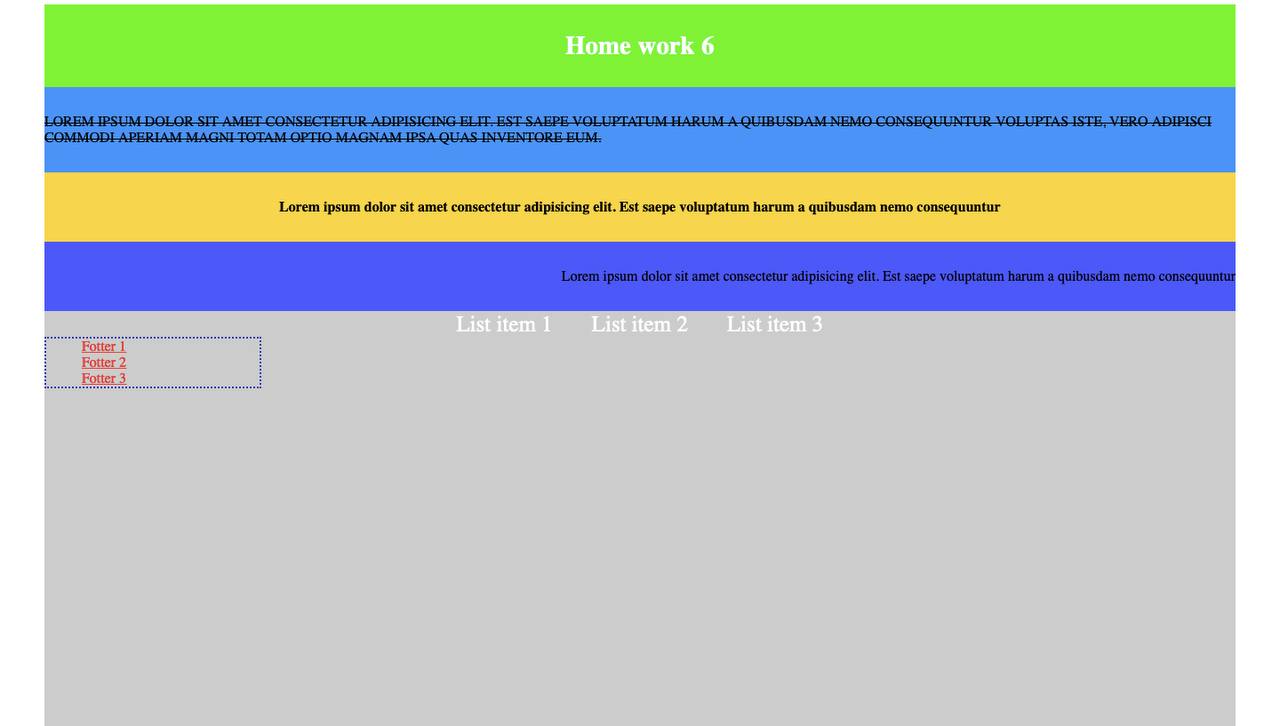 Home work 6
LOREM IPSUM DOLOR SIT AMET CONSECTETUR ADIPISICING ELIT. EST SAEPE VOLUPTATUM HARUM A QUIBUSDAM NEMO CONSEQUUNTUR VOLUPTAS ISTE, VERO ADIPISCI
COMMODI APERIAM MAGNI TOTAM OPTIO MAGNAM IPSA QUAS INVENTORE EUM.
Lorem ipsum dolor sit amet consectetur adipisicing elit. Est saepe voluptatum harum a quibusdam nemo consequuntur
Lorem ipsum dolor sit amet consectetur adipisicing elit. Est saepe voluptatum harum a quibusdam nemo consequuntur
List item 1 List item 2 List item 3
Fotter 1
Fotter 2
Fotter 3